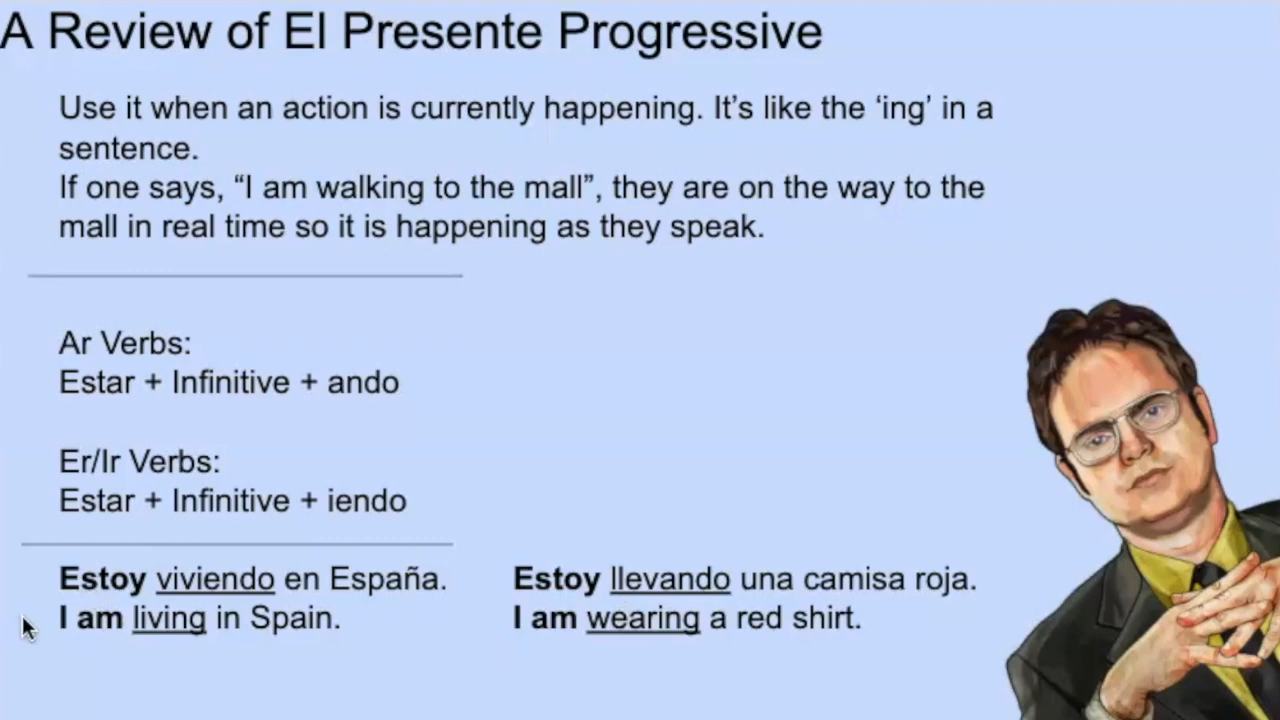 A Review of El Presente Progressive
Use it when an action is currently happening. It’s like the ‘ing’ in a
sentence.
If one says, “I am walking to the mall”, they are on the way to the
mall in real time so it is happening as they speak.
Ar Verbs:
Estar + Infinitive + ando
Er/Ir Verbs:
Estar + Infinitive + iendo
Estoy viviendo en España.
I am living in Spain.
Estoy llevando una camisa roja.
I am wearing a red shirt.